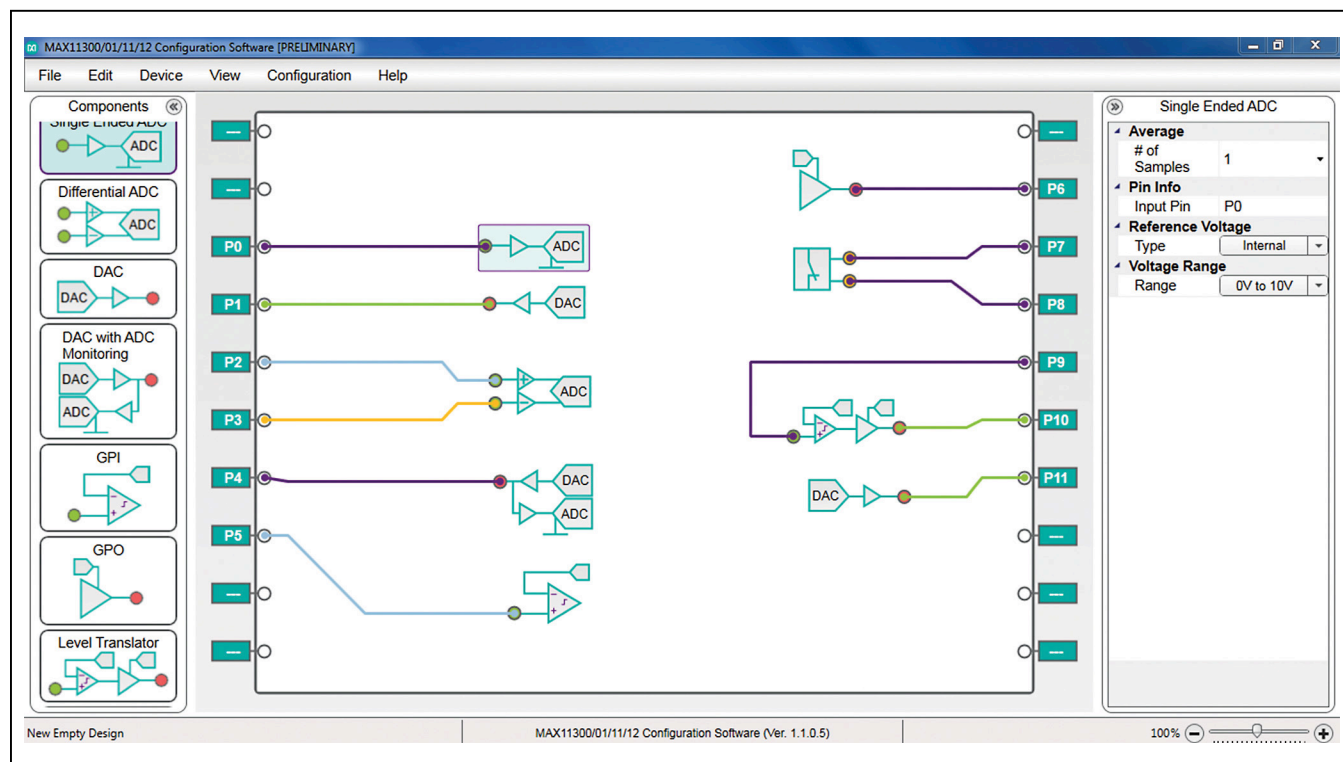 MAX11300/01/11/12 Configuration Software [PRELIMINARY]
File Edit Device View Configuration Help
Components
Single Ended ADC
ADC
Differential ADC
ADC
DAC
DAC
DAC with ADC
Monitoring
DAC
ADC
GPI
GPO
Level Translator
---
---
P0
P1
P2
P3
P4
P5
---
---
ADC
DAC
ADC
DAC
ADC
DAC
---
P6
P7
P8
P9
P10
P11
---
---
---
Single Ended ADC
Average
# of
Samples
1
Pin Info
Input Pin P0
Reference Voltage
Type Internal
Voltage Range
Range 0V to 10V
New Empty Design
MAX11300/01/11/12 Configuration Software (Ver. 1.1.0.5)
100%